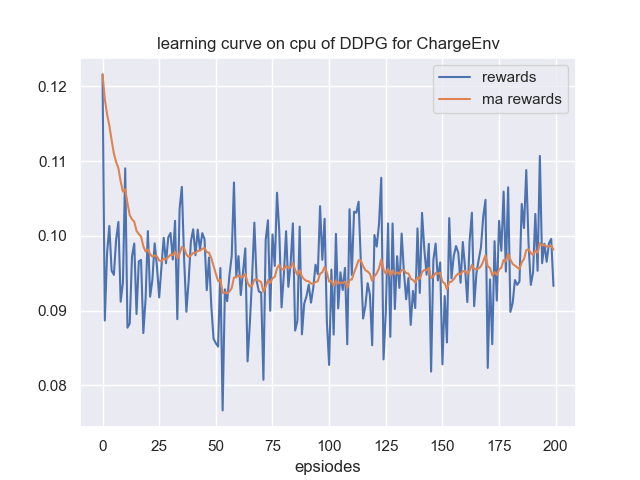 learning curve on cpu of DDPG for ChargeEnv
rewards
ma rewards
0.12
0.11
0.10
0.09
0.08
0 25 50 75 100 125 150 175 200
epsiodes